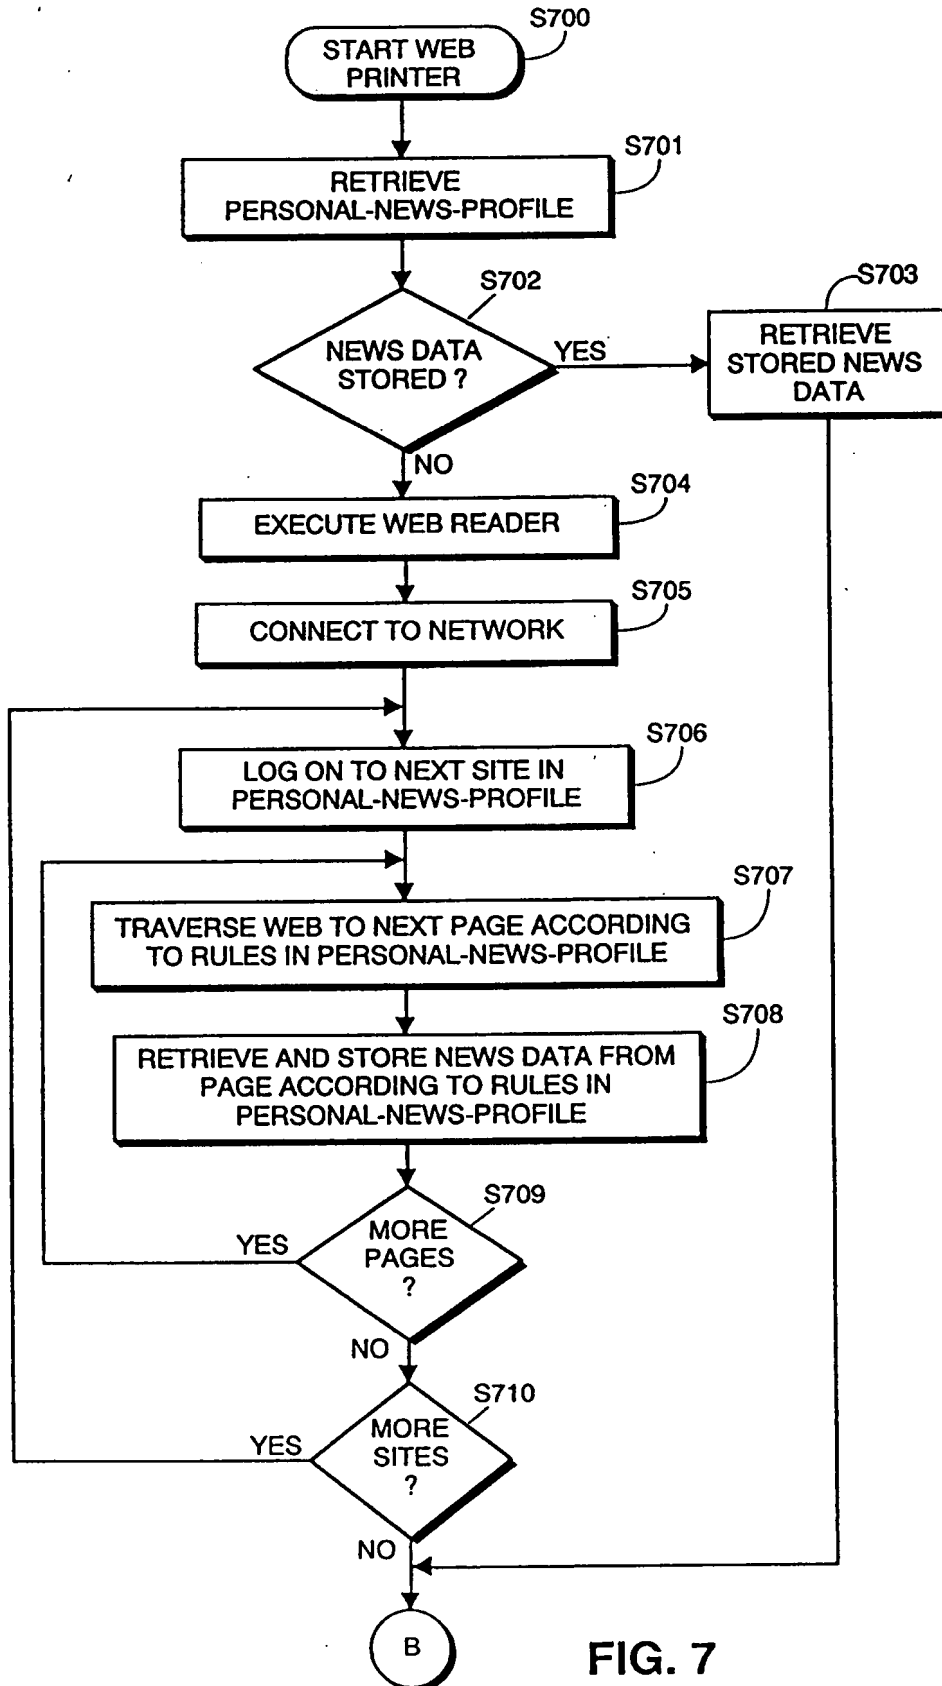 S700
START WEB
PRINTER
S701
RETRIEVE
PERSONAL-NEWS-PROFILE
S702
NEWS DATA
STORED ?
YES
S703
RETRIEVE
STORED NEWS
DATA
NO
S704
EXECUTE WEB READER
S705
CONNECT TO NETWORK
S706
LOG ON TO NEXT SITE IN
PERSONAL-NEWS-PROFILE
S707
TRAVERSE WEB TO NEXT PAGE ACCORDING
TO RULES IN PERSONAL-NEWS-PROFILE
S708
RETRIEVE AND STORE NEWS DATA FROM
PAGE ACCORDING TO RULES IN
PERSONAL-NEWS-PROFILE
S709
MORE
PAGES
?
YES
NO
S710
MORE
SITES
?
YES
NO
B
FIG. 7